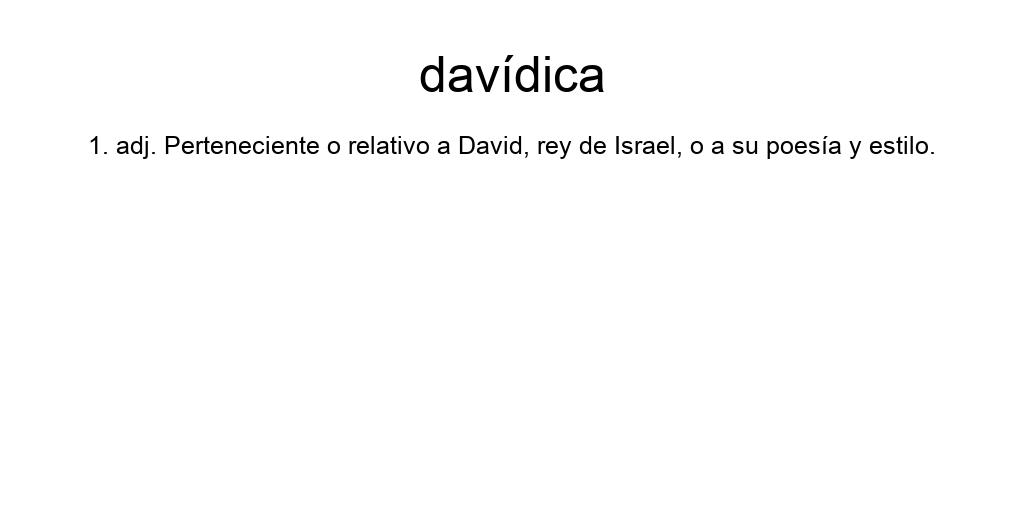 davídica
1. adj. Perteneciente o relativo a David, rey de Israel, o a su poesía y estilo.